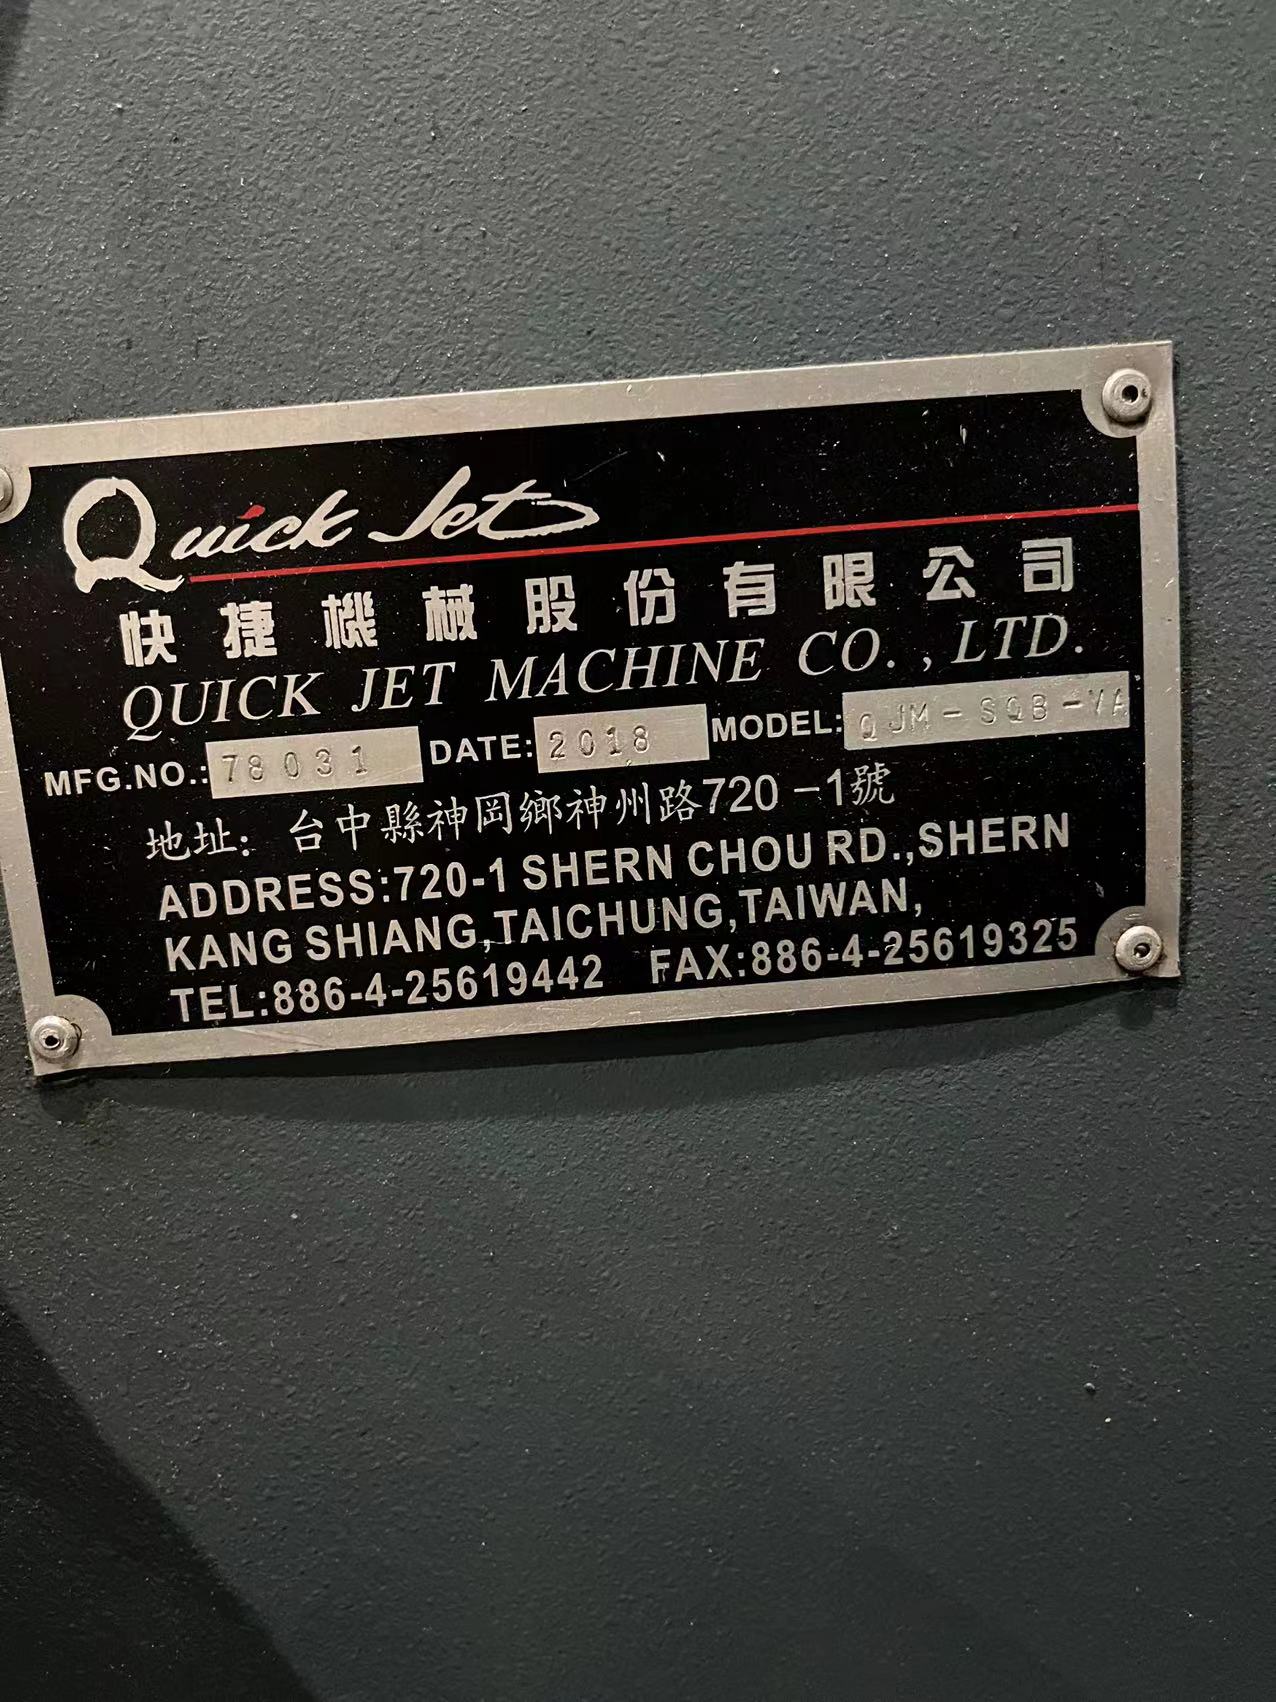 Quick Jet
快捷機械股份有限公司
QUICK JET MACHINE CO., LTD.
MFG.NO.: 78031 DATE: 2018 MODEL: QJM-SQB-VA
地址: 台中縣神岡鄉神州路720-1號
ADDRESS:720-1 SHERN CHOU RD.,SHERN
KANG SHIANG,TAICHUNG,TAIWAN,
TEL:886-4-25619442 FAX:886-4-25619325